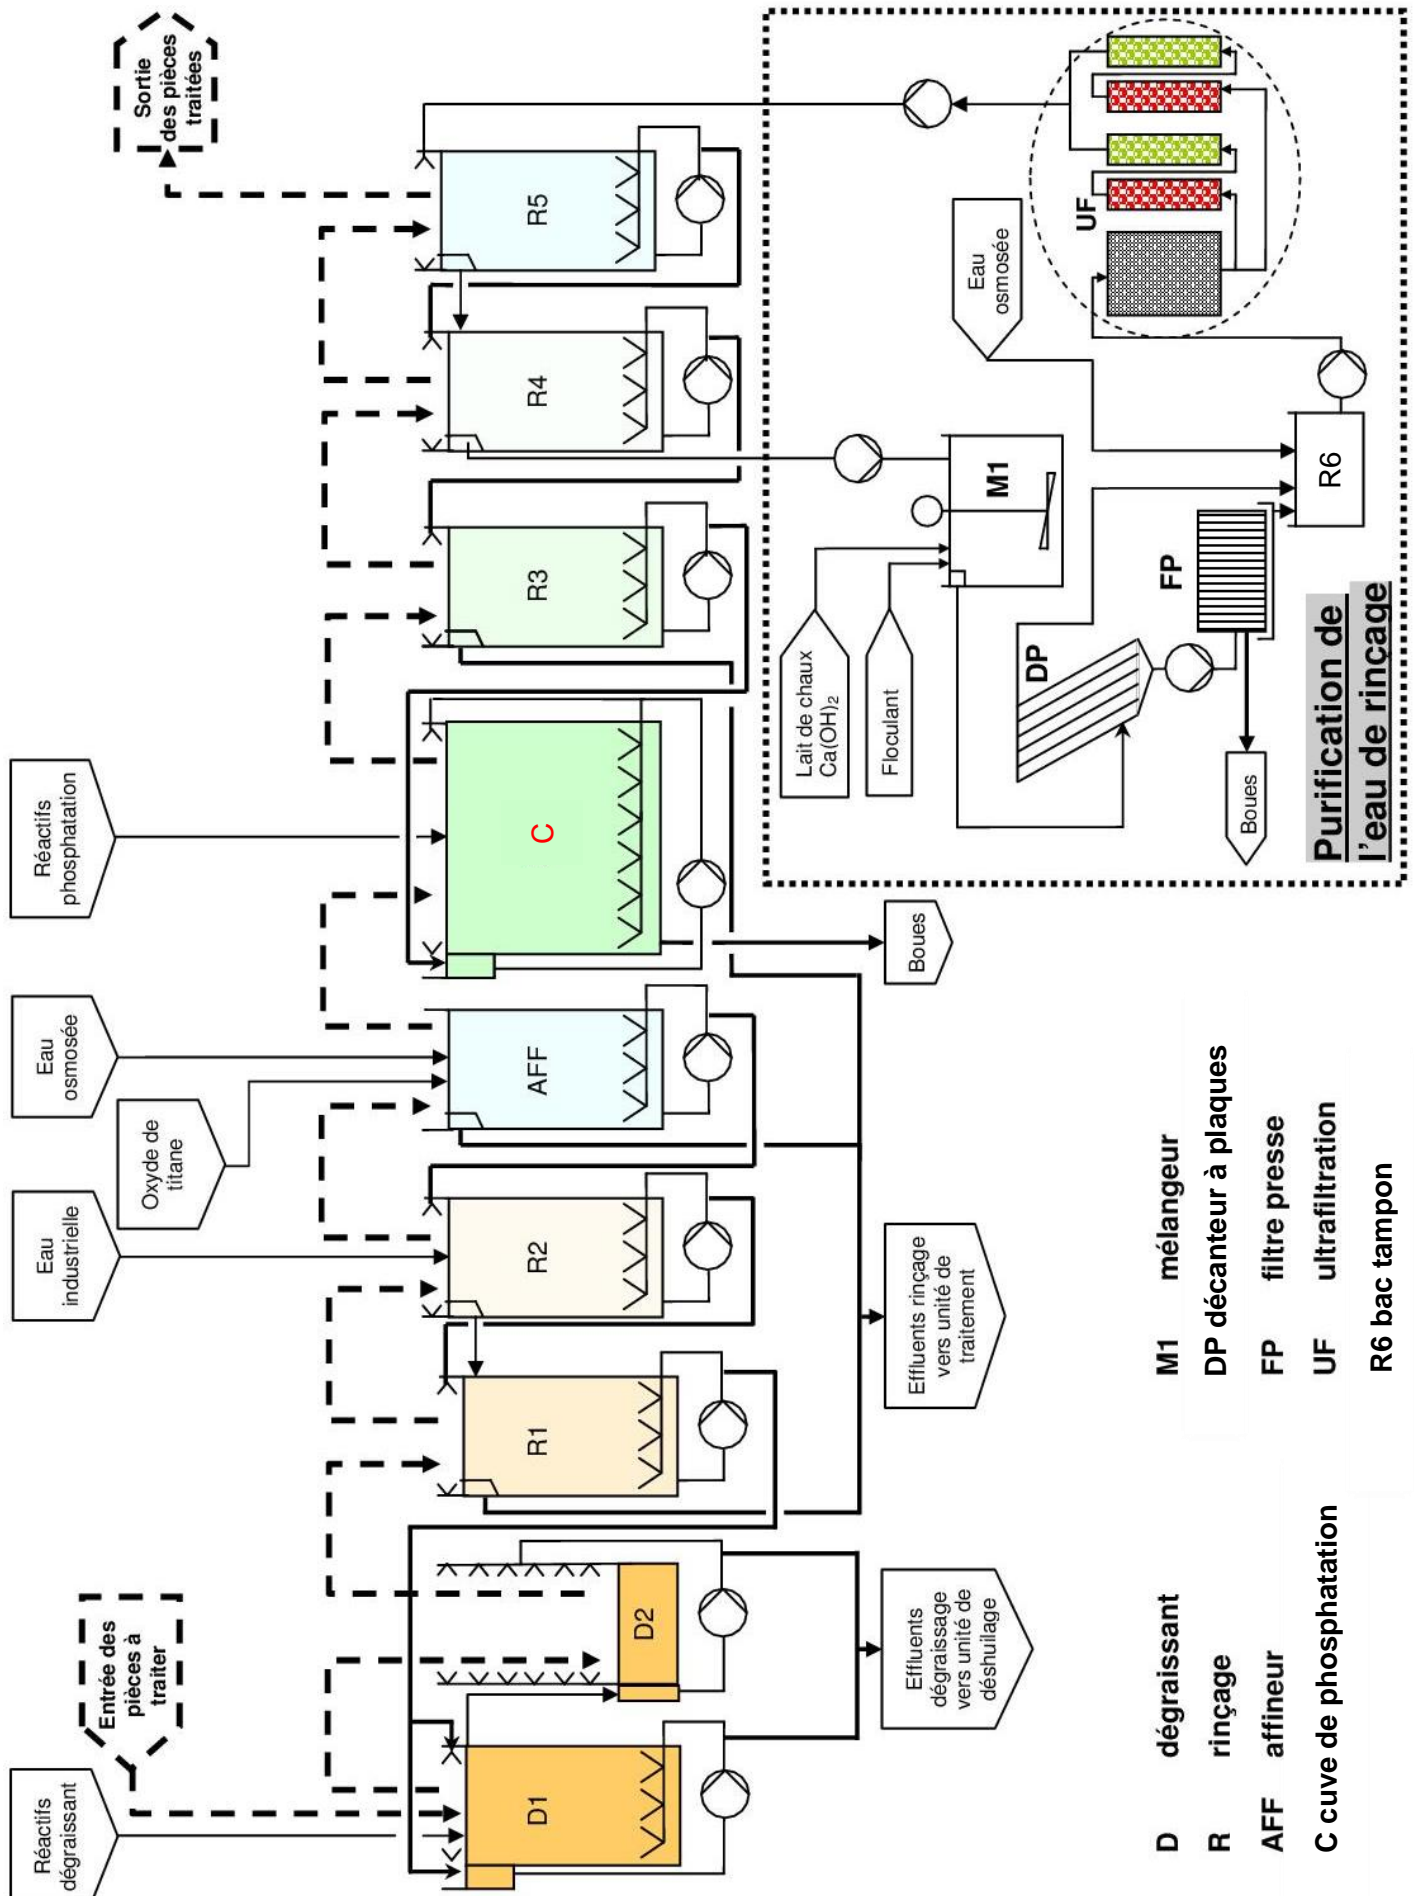 Réactifs
dégraissant
Entrée des
pièces à
traiter
Eau
industrielle
Oxyde de
titane
Eau
osmosée
Réactifs
phosphatation
Sortie
des pièces
traitées
D1
D2
R1
R2
AFF
C
R3
R4
R5
Effluents
dégraissage
vers unité de
déshuilage
Effluents rinçage
vers unité de
traitement
Boues
Lait de chaux
Ca(OH)2
Floculant
M1
Eau
osmosée
UF
DP
FP
R6
Boues
Purification de
l'eau de rinçage
D dégraissant
R rinçage
AFF affineur
C cuve de phosphatation
M1 mélangeur
DP décanteur à plaques
FP filtre presse
UF ultrafiltration
R6 bac tampon